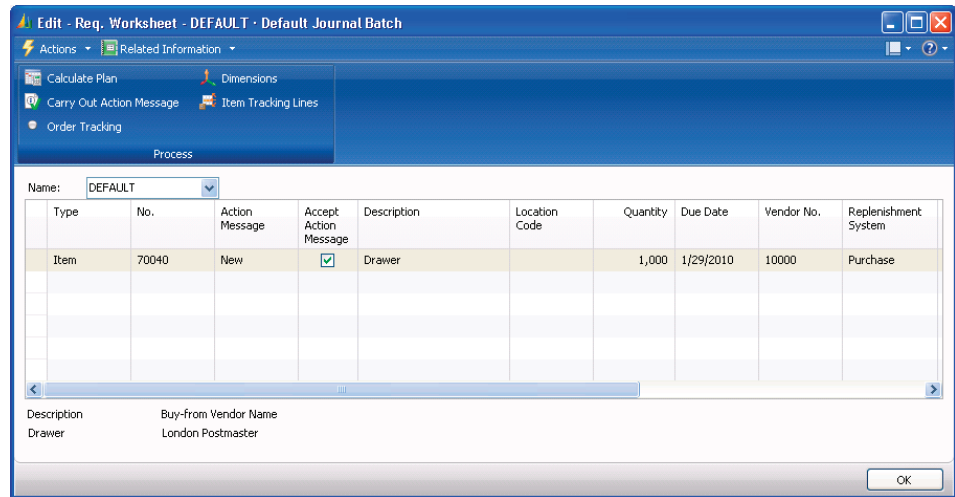 Edit - Req. Worksheet - DEFAULT · Default Journal Batch
Actions Related Information
Calculate Plan Dimensions
Carry Out Action Message Item Tracking Lines
Order Tracking
Process
Name: DEFAULT
Type No. Action Message Accept Action Message Description Location Code Quantity Due Date Vendor No. Replenishment System
Item 70040 New Drawer 1,000 1/29/2010 10000 Purchase
Description Buy-from Vendor Name
Drawer London Postmaster
OK